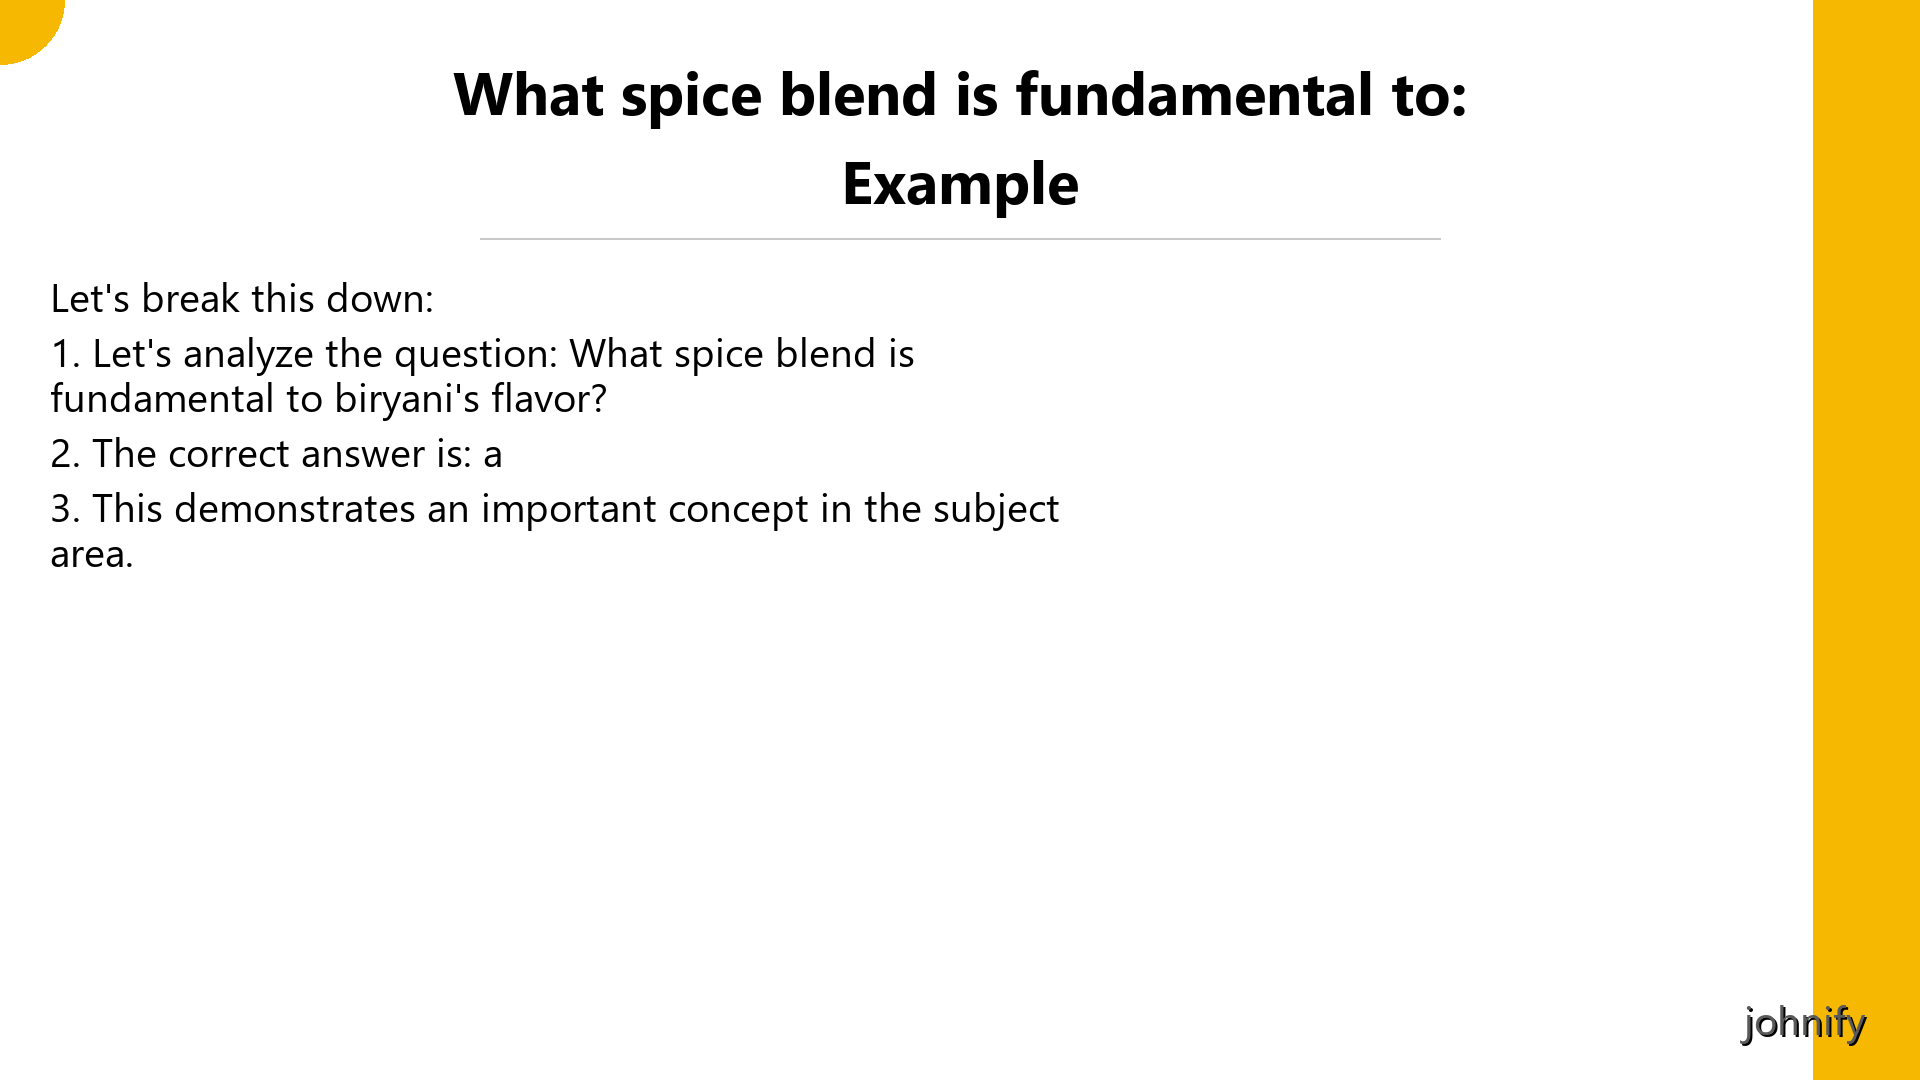 What spice blend is fundamental to:
Example
Let's break this down:
1. Let's analyze the question: What spice blend is
fundamental to biryani's flavor?
2. The correct answer is: a
3. This demonstrates an important concept in the subject
area.
johnify